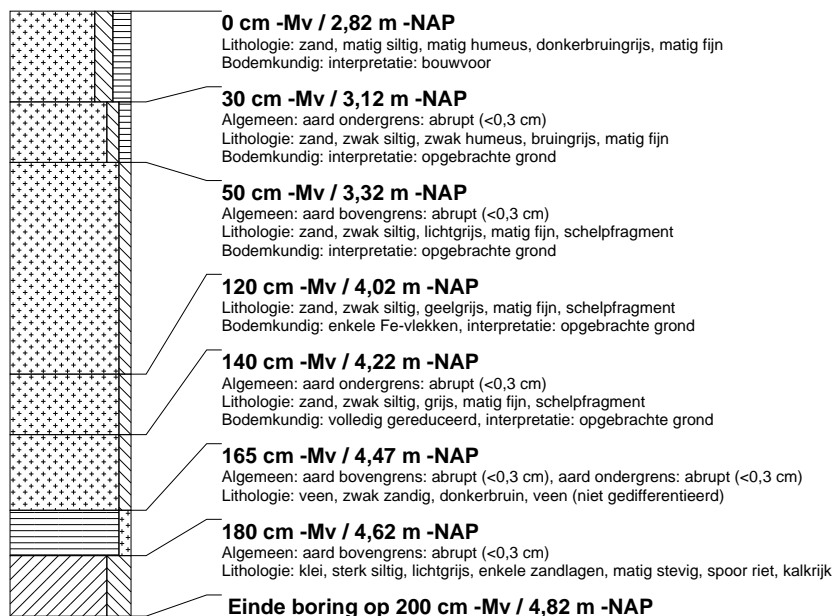 0 cm -Mv / 2,82 m -NAP
Lithologie: zand, matig siltig, matig humeus, donkerbruingrijs, matig fijn
Bodemkundig: interpretatie: bouwvoor
30 cm -Mv / 3,12 m -NAP
Algemeen: aard ondergrens: abrupt (<0,3 cm)
Lithologie: zand, zwak siltig, zwak humeus, bruingrijs, matig fijn
Bodemkundig: interpretatie: opgebrachte grond
50 cm -Mv / 3,32 m -NAP
Algemeen: aard bovengrens: abrupt (<0,3 cm)
Lithologie: zand, zwak siltig, lichtgrijs, matig fijn, schelpfragment
Bodemkundig: interpretatie: opgebrachte grond
120 cm -Mv / 4,02 m -NAP
Lithologie: zand, zwak siltig, geelgrijs, matig fijn, schelpfragment
Bodemkundig: enkele Fe-vlekken, interpretatie: opgebrachte grond
140 cm -Mv / 4,22 m -NAP
Algemeen: aard ondergrens: abrupt (<0,3 cm)
Lithologie: zand, zwak siltig, grijs, matig fijn, schelpfragment
Bodemkundig: volledig gereduceerd, interpretatie: opgebrachte grond
165 cm -Mv / 4,47 m -NAP
Algemeen: aard bovengrens: abrupt (<0,3 cm), aard ondergrens: abrupt (<0,3 cm)
Lithologie: veen, zwak zandig, donkerbruin, veen (niet gedifferentieerd)
180 cm -Mv / 4,62 m -NAP
Algemeen: aard bovengrens: abrupt (<0,3 cm)
Lithologie: klei, sterk siltig, lichtgrijs, enkele zandlagen, matig stevig, spoor riet, kalkrijk
Einde boring op 200 cm -Mv / 4,82 m -NAP